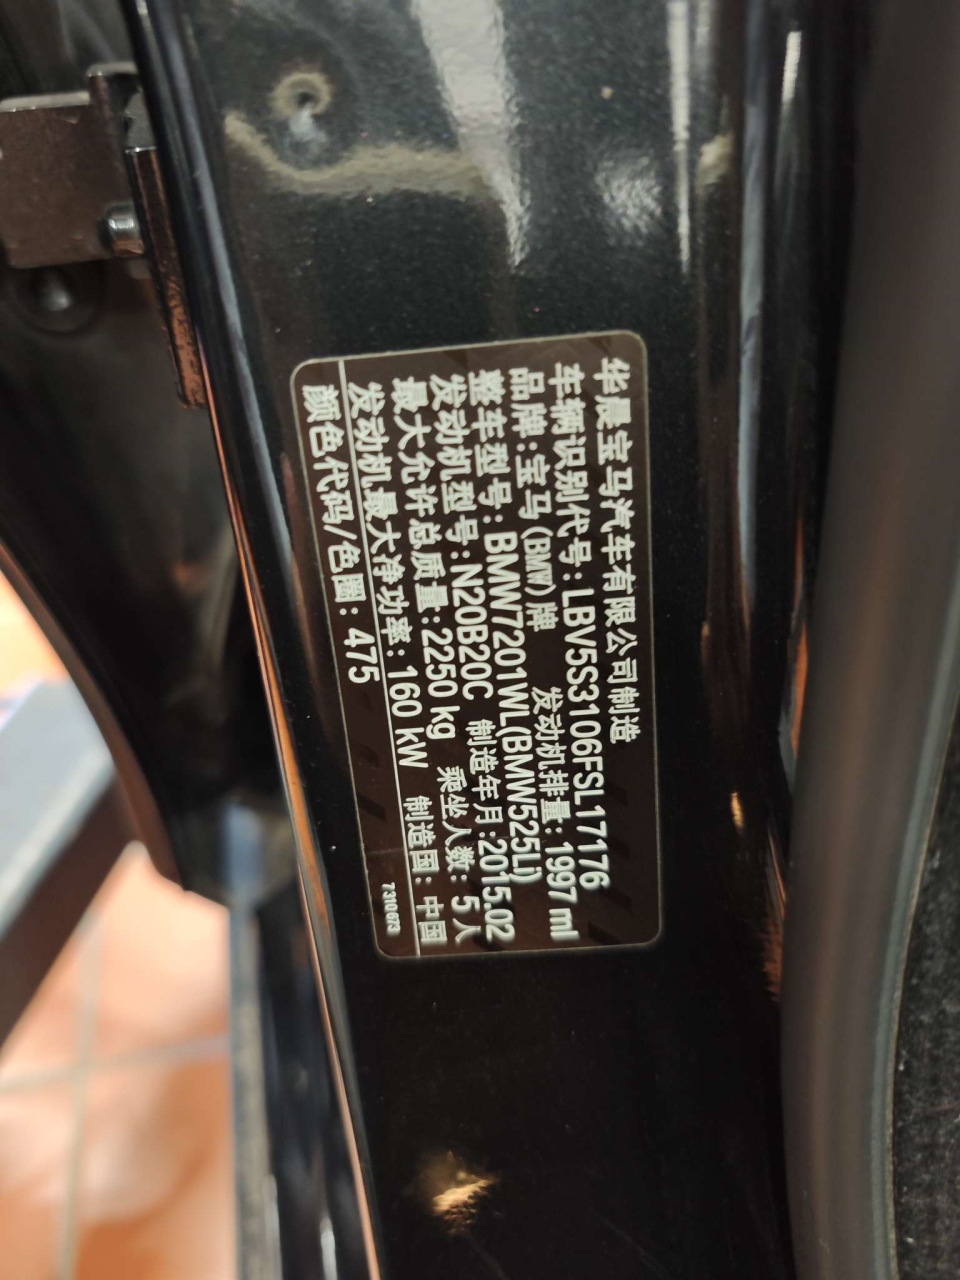 华晨宝马汽车有限公司制造
车辆识别代号:LBV5S3106FSL17176
品牌:宝马(BMW)牌 发动机排量:1997 ml
整车型号:BMW7201WL(BMW525Li)
发动机型号:N20B20C 制造年月:2015.02
最大允许总质量:2250 kg 乘坐人数:5人
发动机最大净功率:160 kW 制造国:中国
颜色代码/色圈:475 7310673